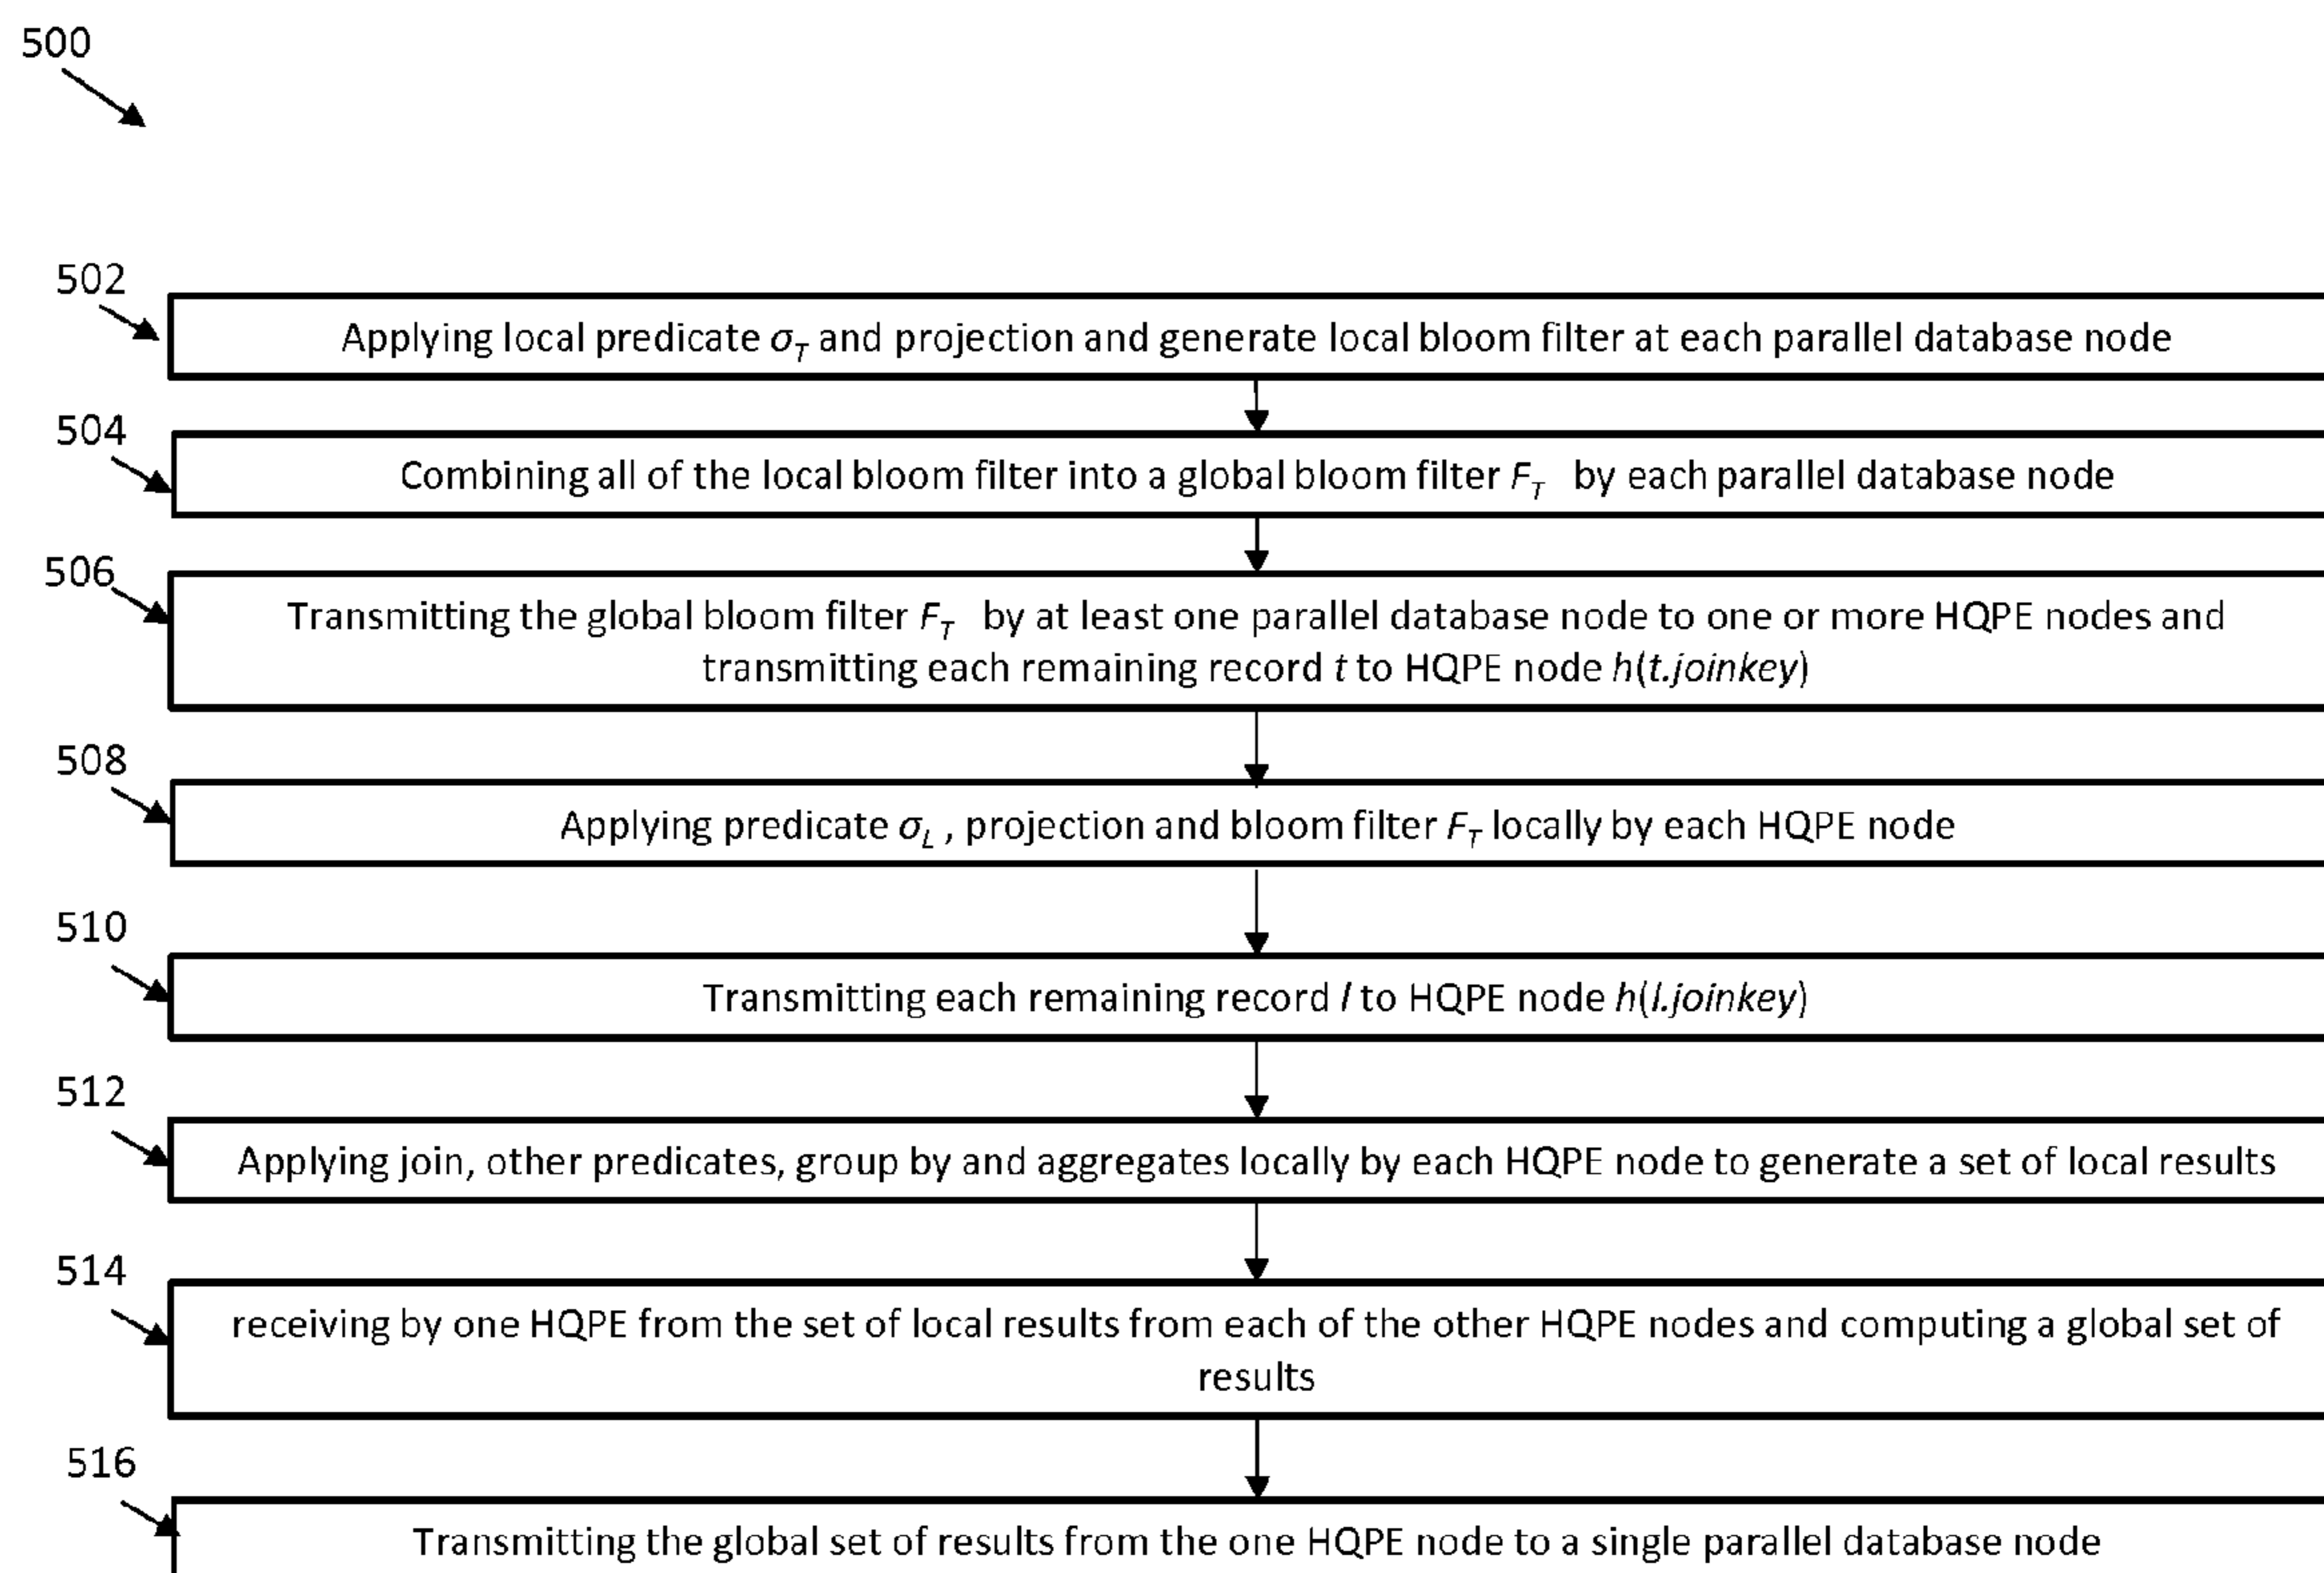 500
502
Applying local predicate σT and projection and generate local bloom filter at each parallel database node
504
Combining all of the local bloom filter into a global bloom filter FT by each parallel database node
506
Transmitting the global bloom filter FT by at least one parallel database node to one or more HQPE nodes and
transmitting each remaining record t to HQPE node h(t.joinkey)
508
Applying predicate σL , projection and bloom filter FT locally by each HQPE node
510
Transmitting each remaining record l to HQPE node h(l.joinkey)
512
Applying join, other predicates, group by and aggregates locally by each HQPE node to generate a set of local results
514
receiving by one HQPE from the set of local results from each of the other HQPE nodes and computing a global set of
results
516
Transmitting the global set of results from the one HQPE node to a single parallel database node